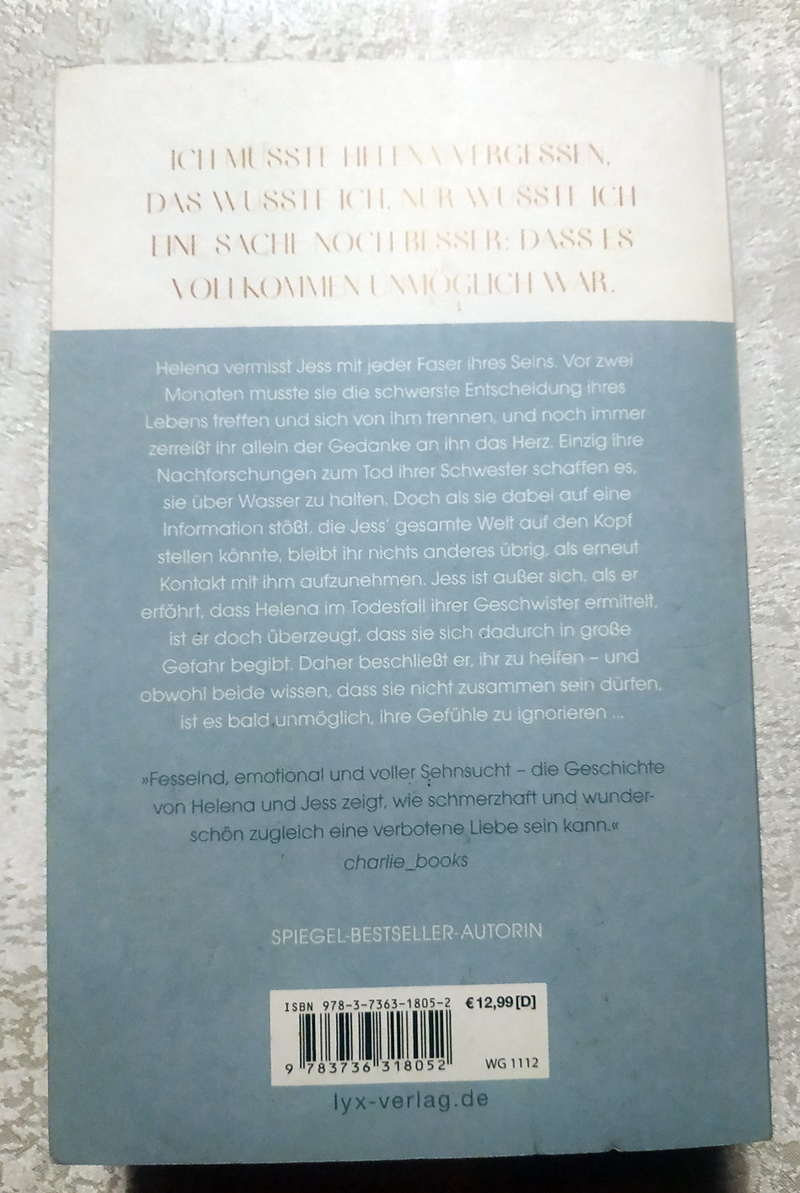 ICH MUSSTE HELENA VERGESSEN.
DAS WUSSTE ICH. NUR WUSSTE ICH
EINE SACHE NOCH BESSER: DASS ES
VOLLKOMMEN UNMÖGLICH WAR.
Helena vermisst Jess mit jeder Faser ihres Seins. Vor zwei
Monaten musste sie die schwerste Entscheidung ihres
Lebens treffen und sich von ihm trennen, und noch immer
zerreißt ihr allein der Gedanke an ihn das Herz. Einzig ihre
Nachforschungen zum Tod ihrer Schwester schaffen es,
sie über Wasser zu halten. Doch als sie dabei auf eine
Information stößt, die Jess' gesamte Welt auf den Kopf
stellen könnte, bleibt ihr nichts anderes übrig, als erneut
Kontakt mit ihm aufzunehmen. Jess ist außer sich, als er
erfährt, dass Helena im Todesfall ihrer Geschwister ermittelt,
ist er doch überzeugt, dass sie sich dadurch in große
Gefahr begibt. Daher beschließt er, ihr zu helfen – und
obwohl beide wissen, dass sie nicht zusammen sein dürfen,
ist es bald unmöglich, ihre Gefühle zu ignorieren ...
»Fesselnd, emotional und voller Sehnsucht – die Geschichte
von Helena und Jess zeigt, wie schmerzhaft und wunder-
schön zugleich eine verbotene Liebe sein kann.«
charlie_books
SPIEGEL-BESTSELLER-AUTORIN
ISBN 978-3-7363-1805-2 € 12,99 [D]
9 783736 318052 WG 1112
lyx-verlag.de